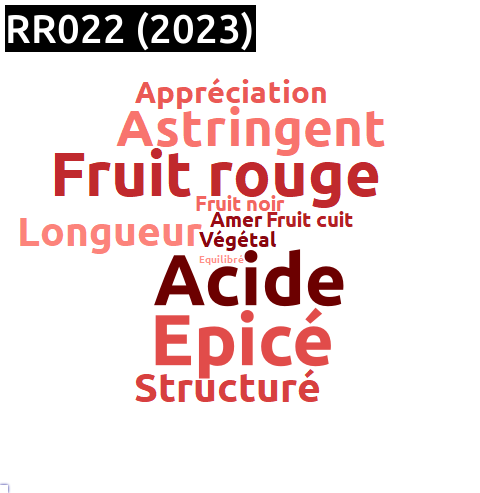 RR022 (2023)
Appréciation
Astringent
Fruit rouge
Fruit noir
Amer Fruit cuit
Longueur
Végétal
Equilibré
Acide
Epicé
Structuré